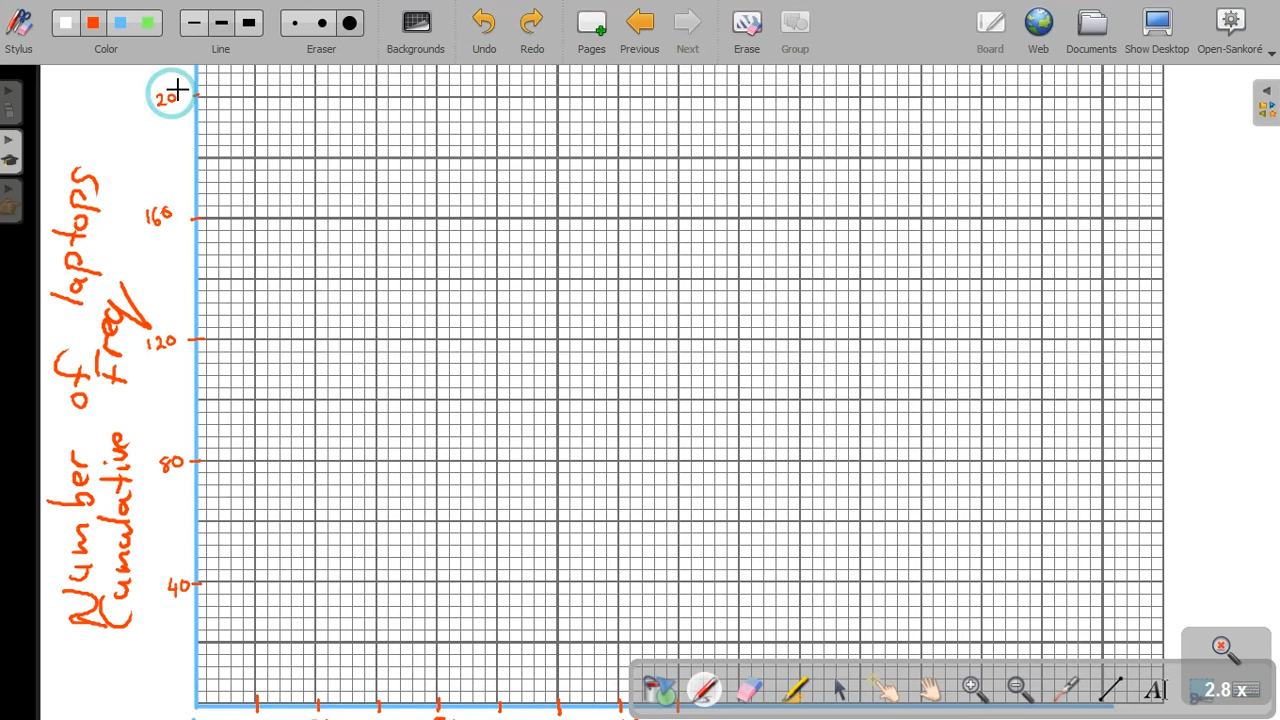 Stylus Color Line Eraser Backgrounds Undo Redo Pages Previous Next Erase Group Board Web Documents Show Desktop Open-Sankoré
20
160
120
80
40
Number of laptops
Cumulative Freq
2.8 x